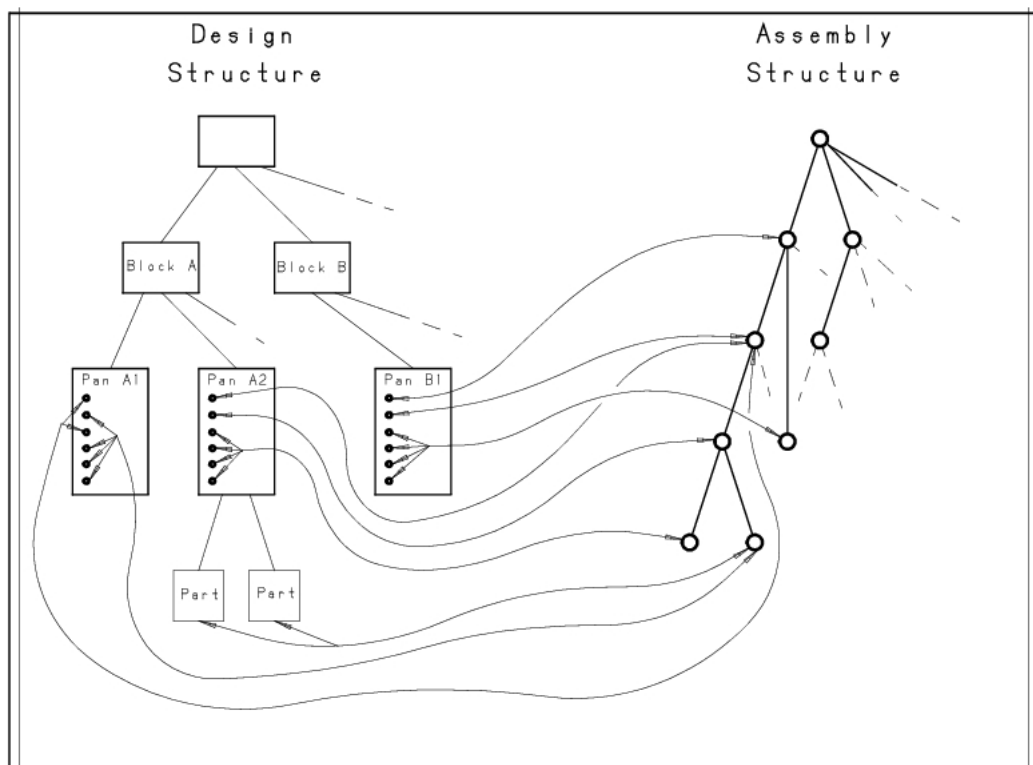 Design
Structure
Assembly
Structure
Block A
Block B
Pan A1
Pan A2
Pan B1
Part
Part